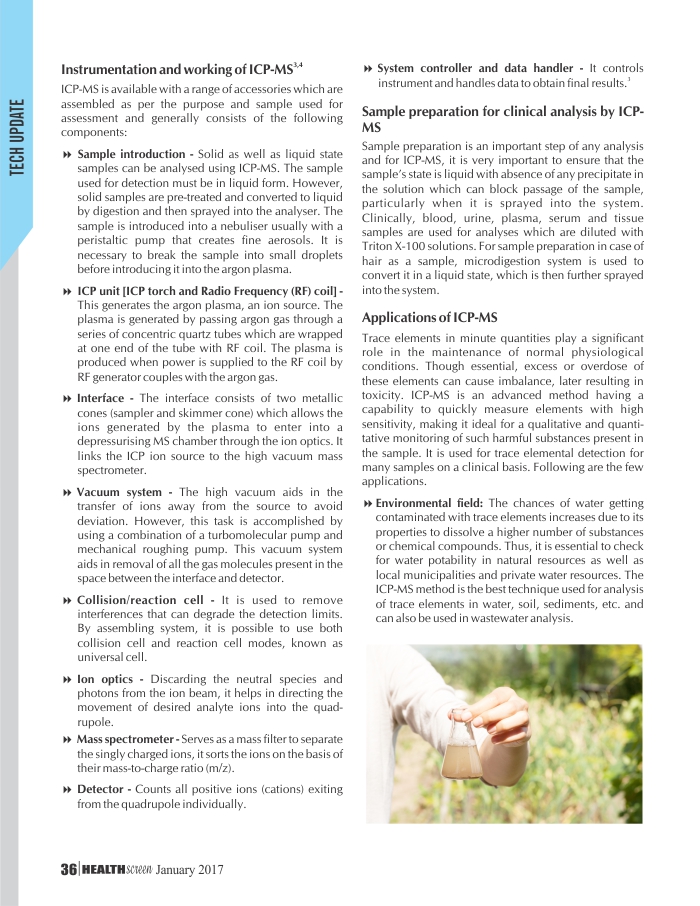 TECH UPDATE
Instrumentation and working of ICP-MS3,4
ICP-MS is available with a range of accessories which are
assembled as per the purpose and sample used for
assessment and generally consists of the following
components:
Sample introduction - Solid as well as liquid state
samples can be analysed using ICP-MS. The sample
used for detection must be in liquid form. However,
solid samples are pre-treated and converted to liquid
by digestion and then sprayed into the analyser. The
sample is introduced into a nebuliser usually with a
peristaltic pump that creates fine aerosols. It is
necessary to break the sample into small droplets
before introducing it into the argon plasma.
ICP unit [ICP torch and Radio Frequency (RF) coil] -
This generates the argon plasma, an ion source. The
plasma is generated by passing argon gas through a
series of concentric quartz tubes which are wrapped
at one end of the tube with RF coil. The plasma is
produced when power is supplied to the RF coil by
RF generator couples with the argon gas.
Interface - The interface consists of two metallic
cones (sampler and skimmer cone) which allows the
ions generated by the plasma to enter into a
depressurising MS chamber through the ion optics. It
links the ICP ion source to the high vacuum mass
spectrometer.
Vacuum system - The high vacuum aids in the
transfer of ions away from the source to avoid
deviation. However, this task is accomplished by
using a combination of a turbomolecular pump and
mechanical roughing pump. This vacuum system
aids in removal of all the gas molecules present in the
space between the interface and detector.
Collision/reaction cell - It is used to remove
interferences that can degrade the detection limits.
By assembling system, it is possible to use both
collision cell and reaction cell modes, known as
universal cell.
Ion optics - Discarding the neutral species and
photons from the ion beam, it helps in directing the
movement of desired analyte ions into the quad-
rupole.
Mass spectrometer - Serves as a mass filter to separate
the singly charged ions, it sorts the ions on the basis of
their mass-to-charge ratio (m/z).
Detector - Counts all positive ions (cations) exiting
from the quadrupole individually.
System controller and data handler - It controls
instrument and handles data to obtain final results.3
Sample preparation for clinical analysis by ICP-
MS
Sample preparation is an important step of any analysis
and for ICP-MS, it is very important to ensure that the
sample's state is liquid with absence of any precipitate in
the solution which can block passage of the sample,
particularly when it is sprayed into the system.
Clinically, blood, urine, plasma, serum and tissue
samples are used for analyses which are diluted with
Triton X-100 solutions. For sample preparation in case of
hair as a sample, microdigestion system is used to
convert it in a liquid state, which is then further sprayed
into the system.
Applications of ICP-MS
Trace elements in minute quantities play a significant
role in the maintenance of normal physiological
conditions. Though essential, excess or overdose of
these elements can cause imbalance, later resulting in
toxicity. ICP-MS is an advanced method having a
capability to quickly measure elements with high
sensitivity, making it ideal for a qualitative and quanti-
tative monitoring of such harmful substances present in
the sample. It is used for trace elemental detection for
many samples on a clinical basis. Following are the few
applications.
Environmental field: The chances of water getting
contaminated with trace elements increases due to its
properties to dissolve a higher number of substances
or chemical compounds. Thus, it is essential to check
for water potability in natural resources as well as
local municipalities and private water resources. The
ICP-MS method is the best technique used for analysis
of trace elements in water, soil, sediments, etc. and
can also be used in wastewater analysis.
36 HEALTHscreen January 2017